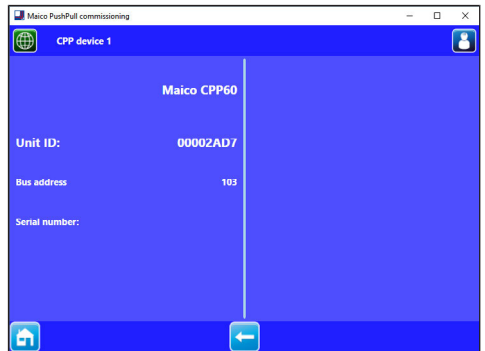 Maico PushPull commissioning
CPP device 1
Maico CPP60
Unit ID: 00002AD7
Bus address 103
Serial number: